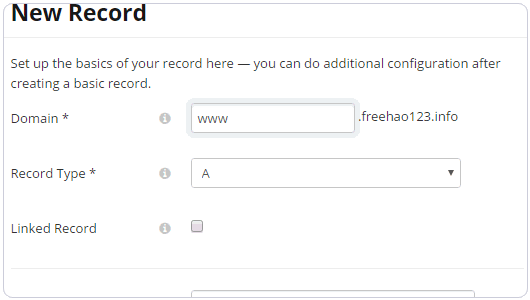 New Record
Set up the basics of your record here — you can do additional configuration after
creating a basic record.
Domain * www .freehao123.info
Record Type * A
Linked Record